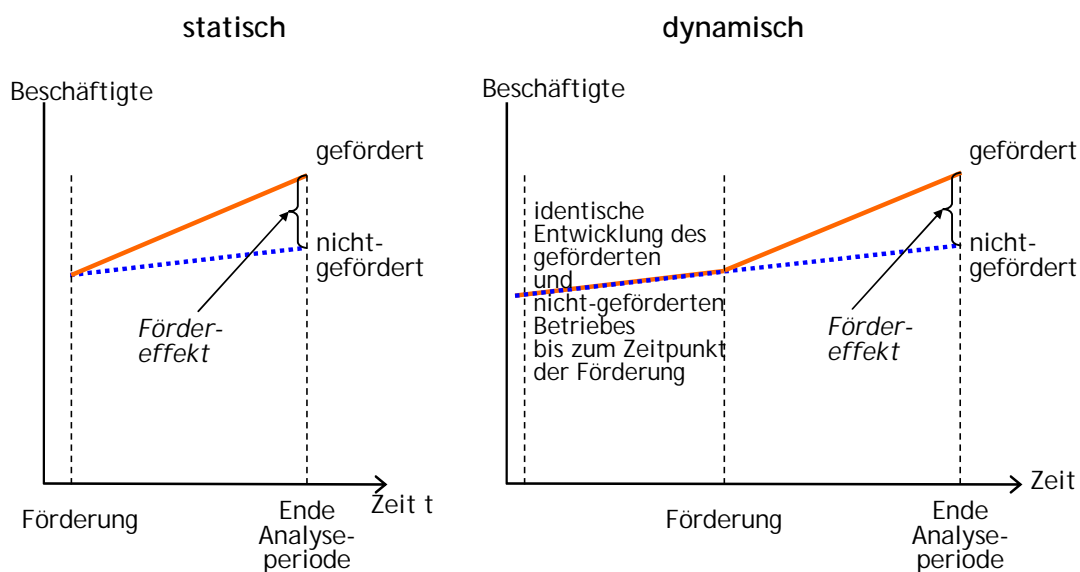 statisch
Beschäftigte
gefördert
nicht-
gefördert
Förder-
effekt
Zeit t
Förderung
Ende
Analyse-
periode
dynamisch
Beschäftigte
gefördert
identische
Entwicklung des
geförderten
und
nicht-geförderten
Betriebes
bis zum Zeitpunkt
der Förderung
nicht-
gefördert
Förder-
effekt
Zeit
Förderung
Ende
Analyse-
periode